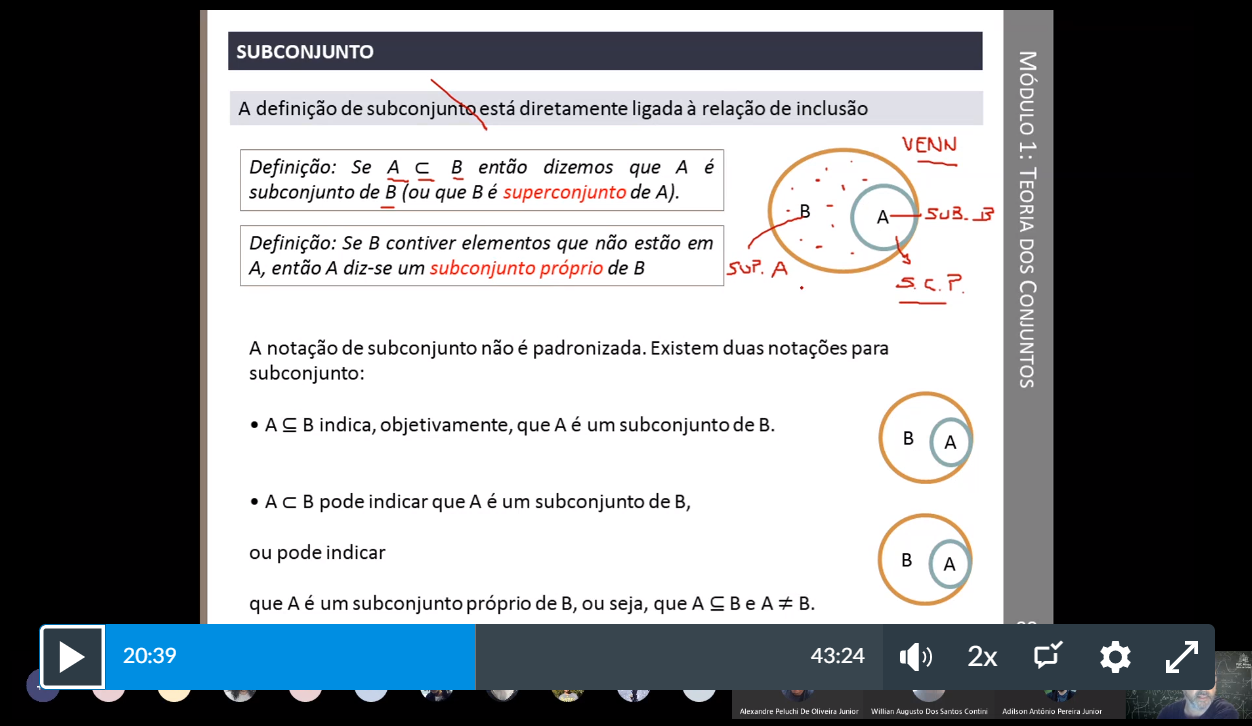 SUBCONJUNTO
A definição de subconjunto está diretamente ligada à relação de inclusão
Definição: Se A ⊂ B então dizemos que A é
subconjunto de B (ou que B é superconjunto de A).
Definição: Se B contiver elementos que não estão em
A, então A diz-se um subconjunto próprio de B
VENN
B
A
SUB. B
SUP. A
S.C.P.
A notação de subconjunto não é padronizada. Existem duas notações para
subconjunto:
• A ⊆ B indica, objetivamente, que A é um subconjunto de B.
B
A
• A ⊂ B pode indicar que A é um subconjunto de B,
ou pode indicar
B
A
que A é um subconjunto próprio de B, ou seja, que A ⊆ B e A ≠ B.
MÓDULO 1: TEORIA DOS CONJUNTOS
20:39
43:24
2x
Alexandre Peluchi De Oliveira Junior
Willian Augusto Dos Santos Contini
Adilson Antônio Pereira Junior